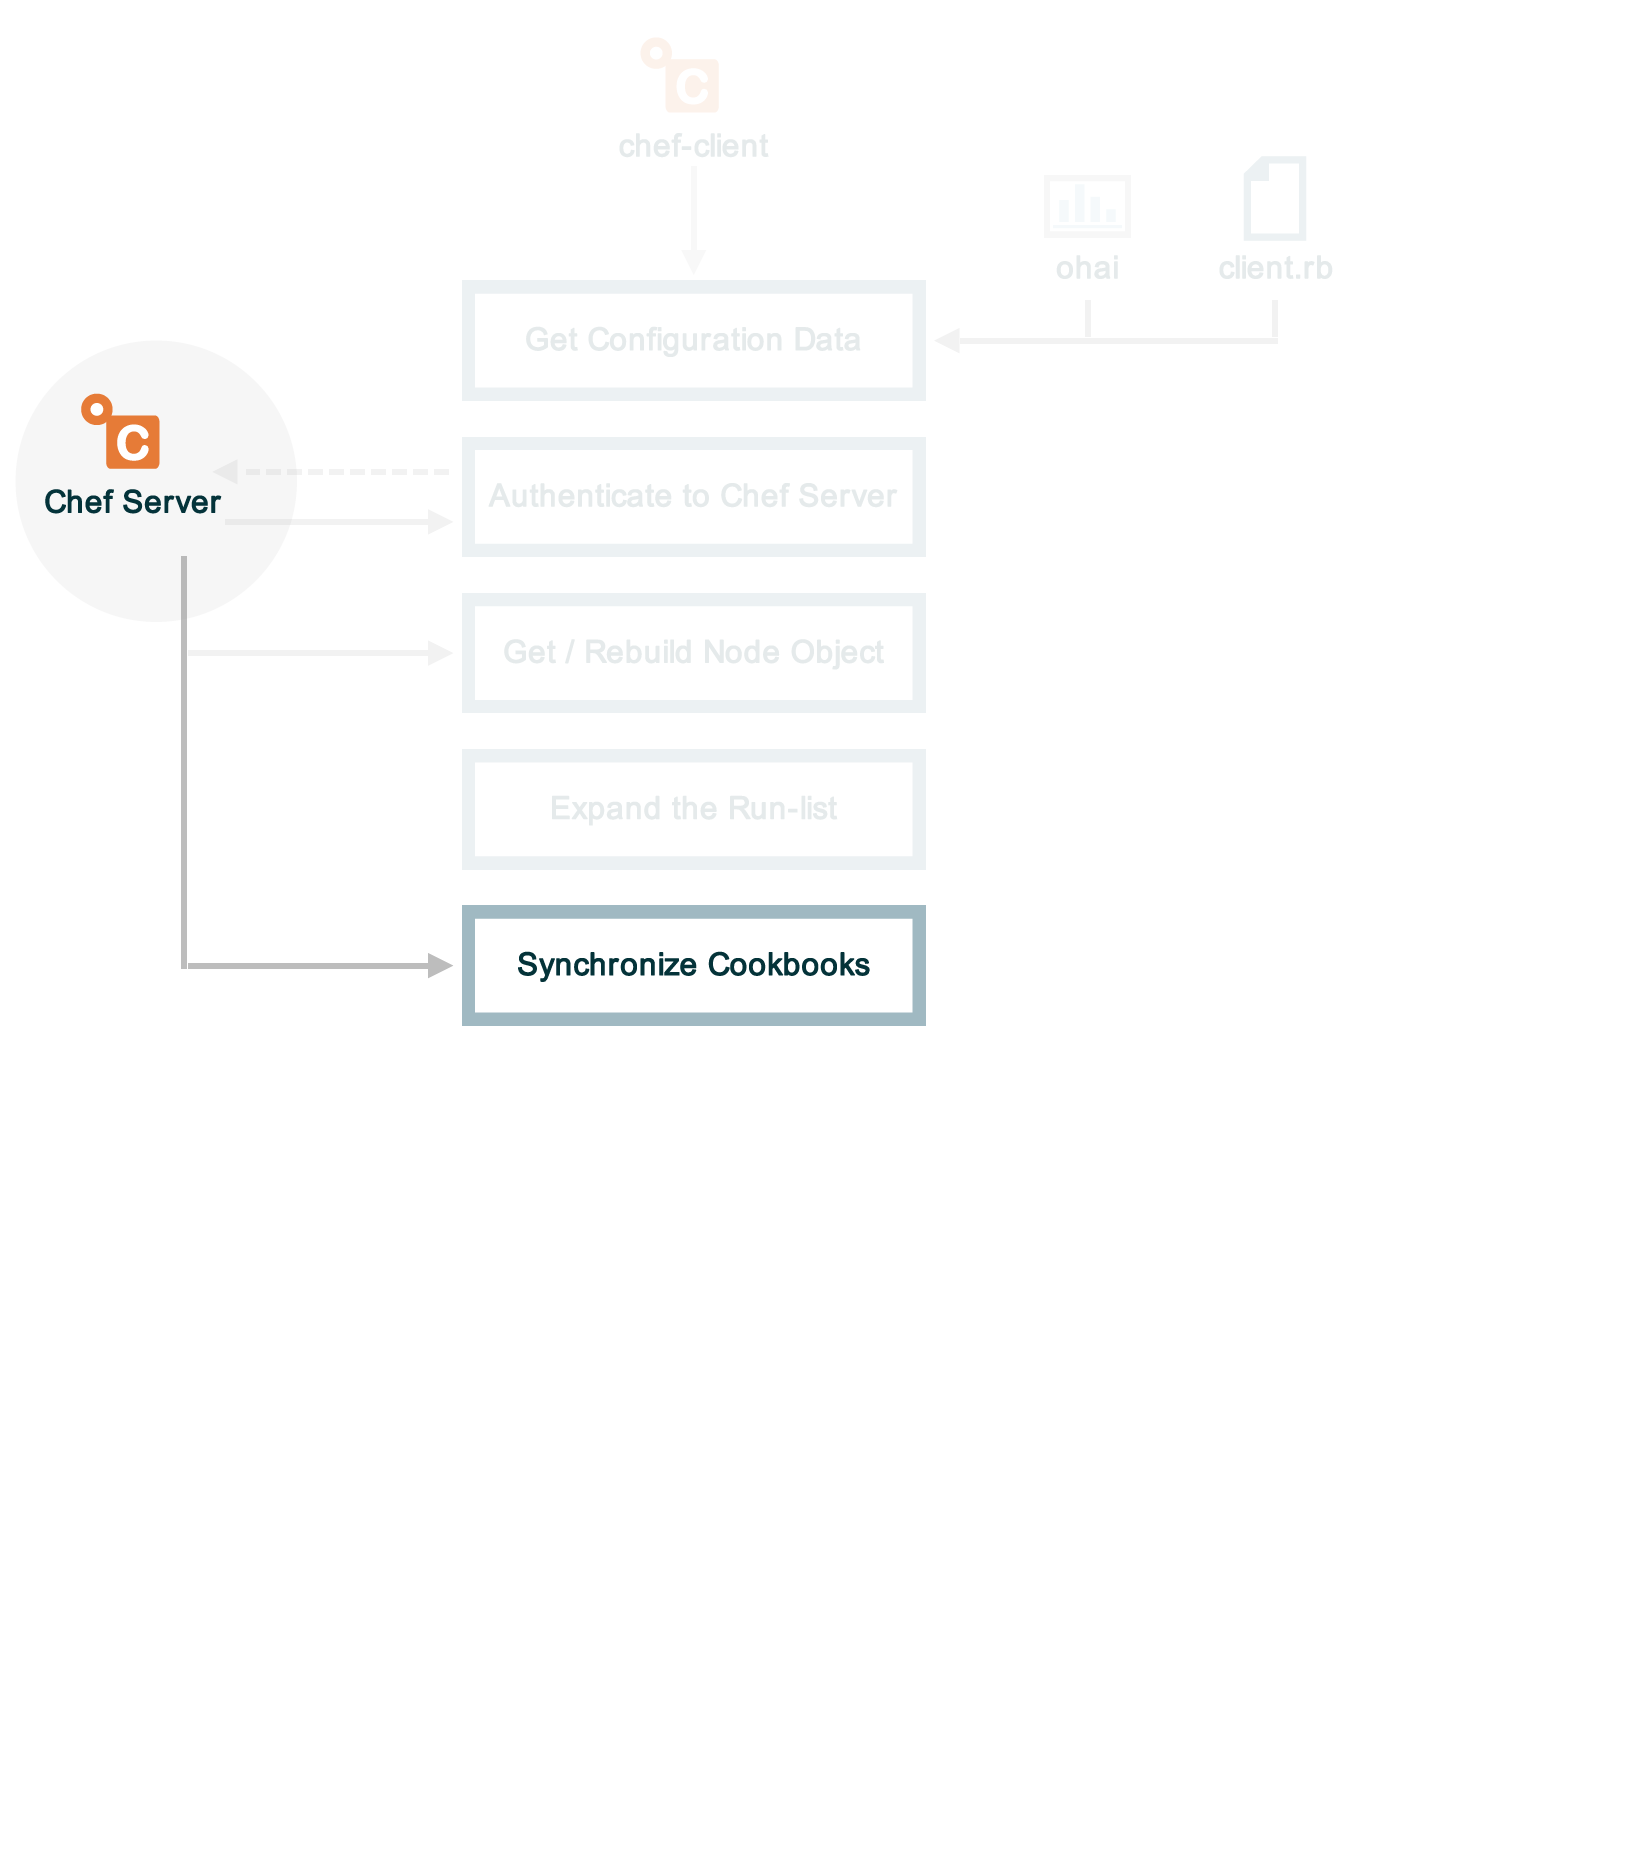 chef-client
ohai
client.rb
Get Configuration Data
Chef Server
Authenticate to Chef Server
Get / Rebuild Node Object
Expand the Run-list
Synchronize Cookbooks